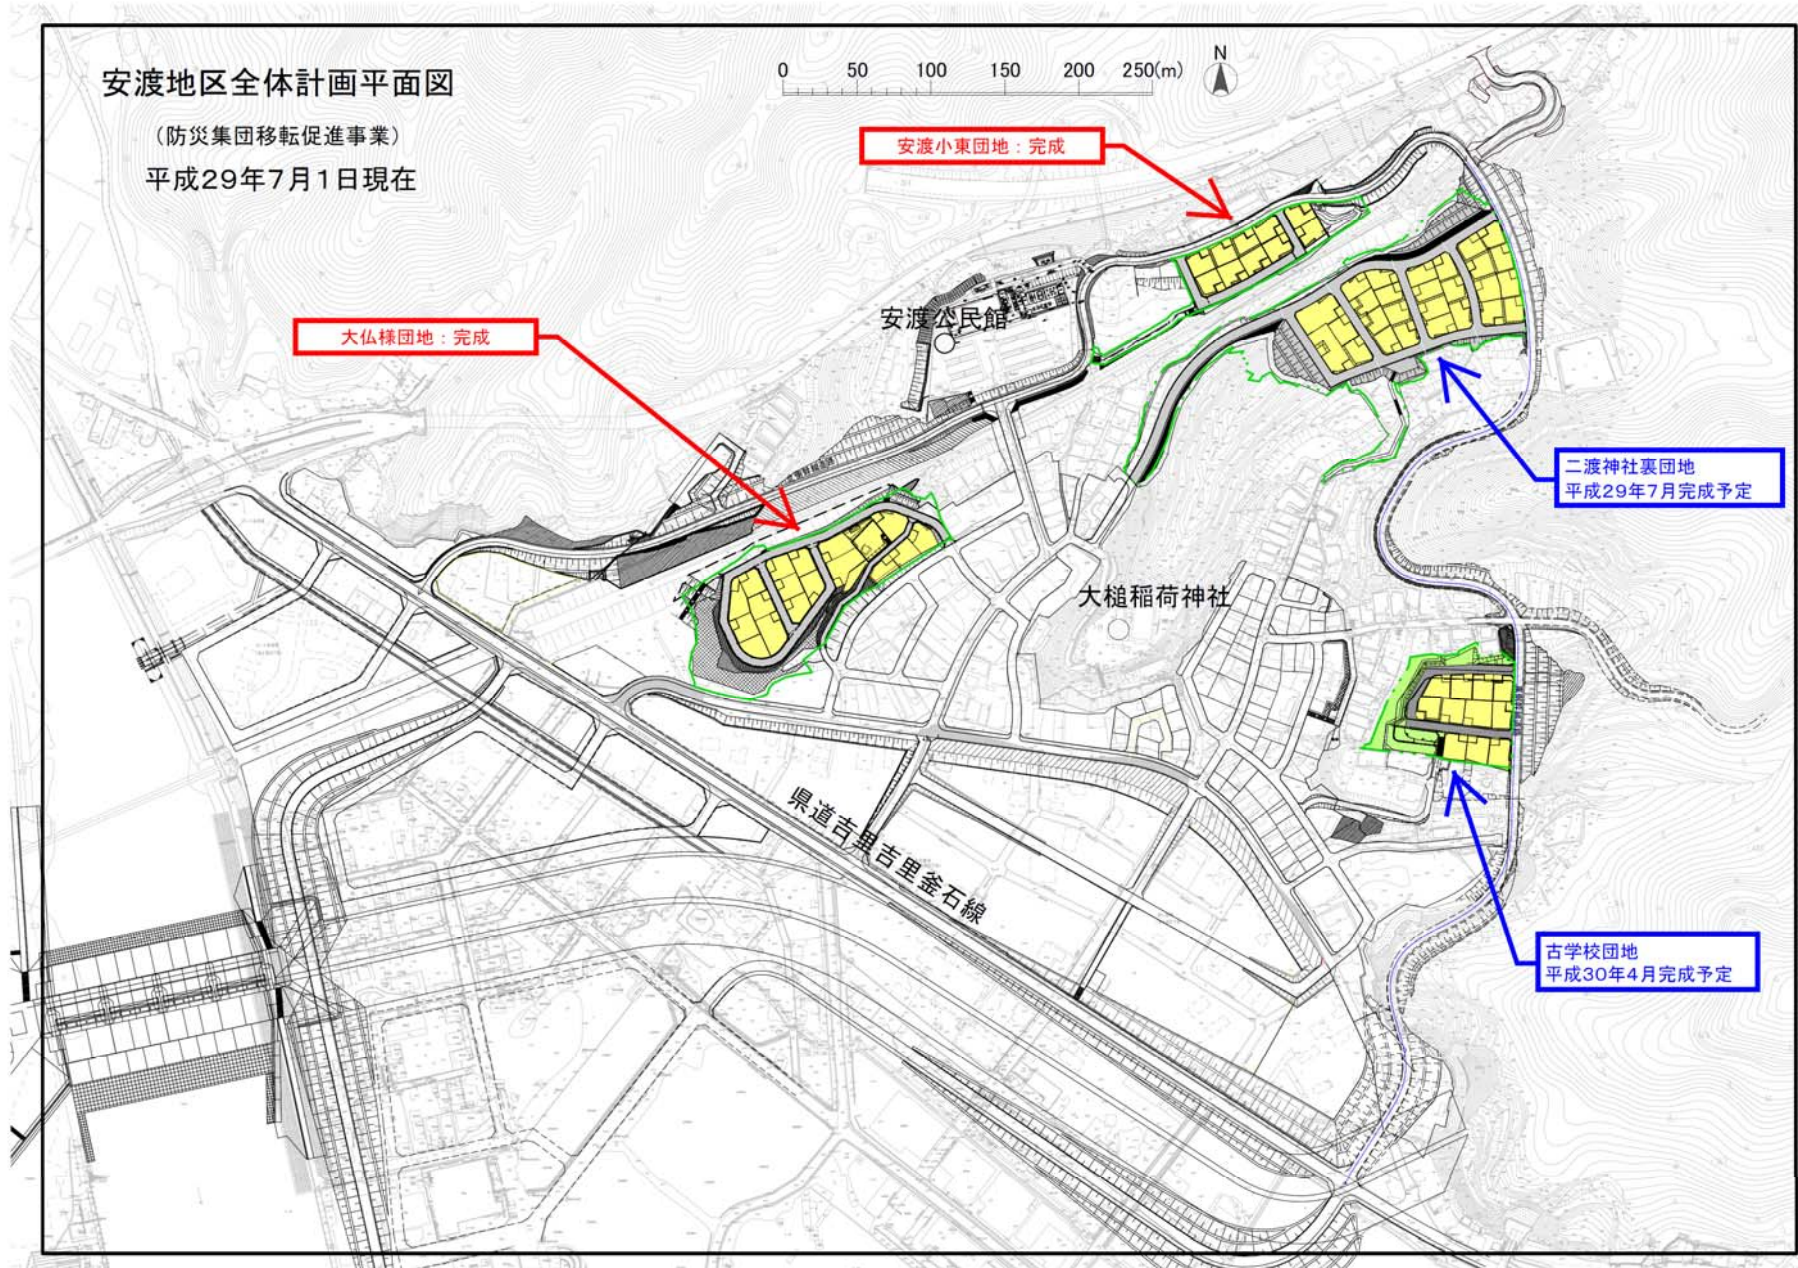 安渡地区全体計画平面図
（防災集団移転促進事業）
平成29年7月1日現在
0 50 100 150 200 250(m)
N
安渡小東団地：完成
大仏様団地：完成
安渡公民館
二渡神社裏団地
平成29年7月完成予定
大槌稲荷神社
県道吉里吉里釜石線
古学校団地
平成30年4月完成予定